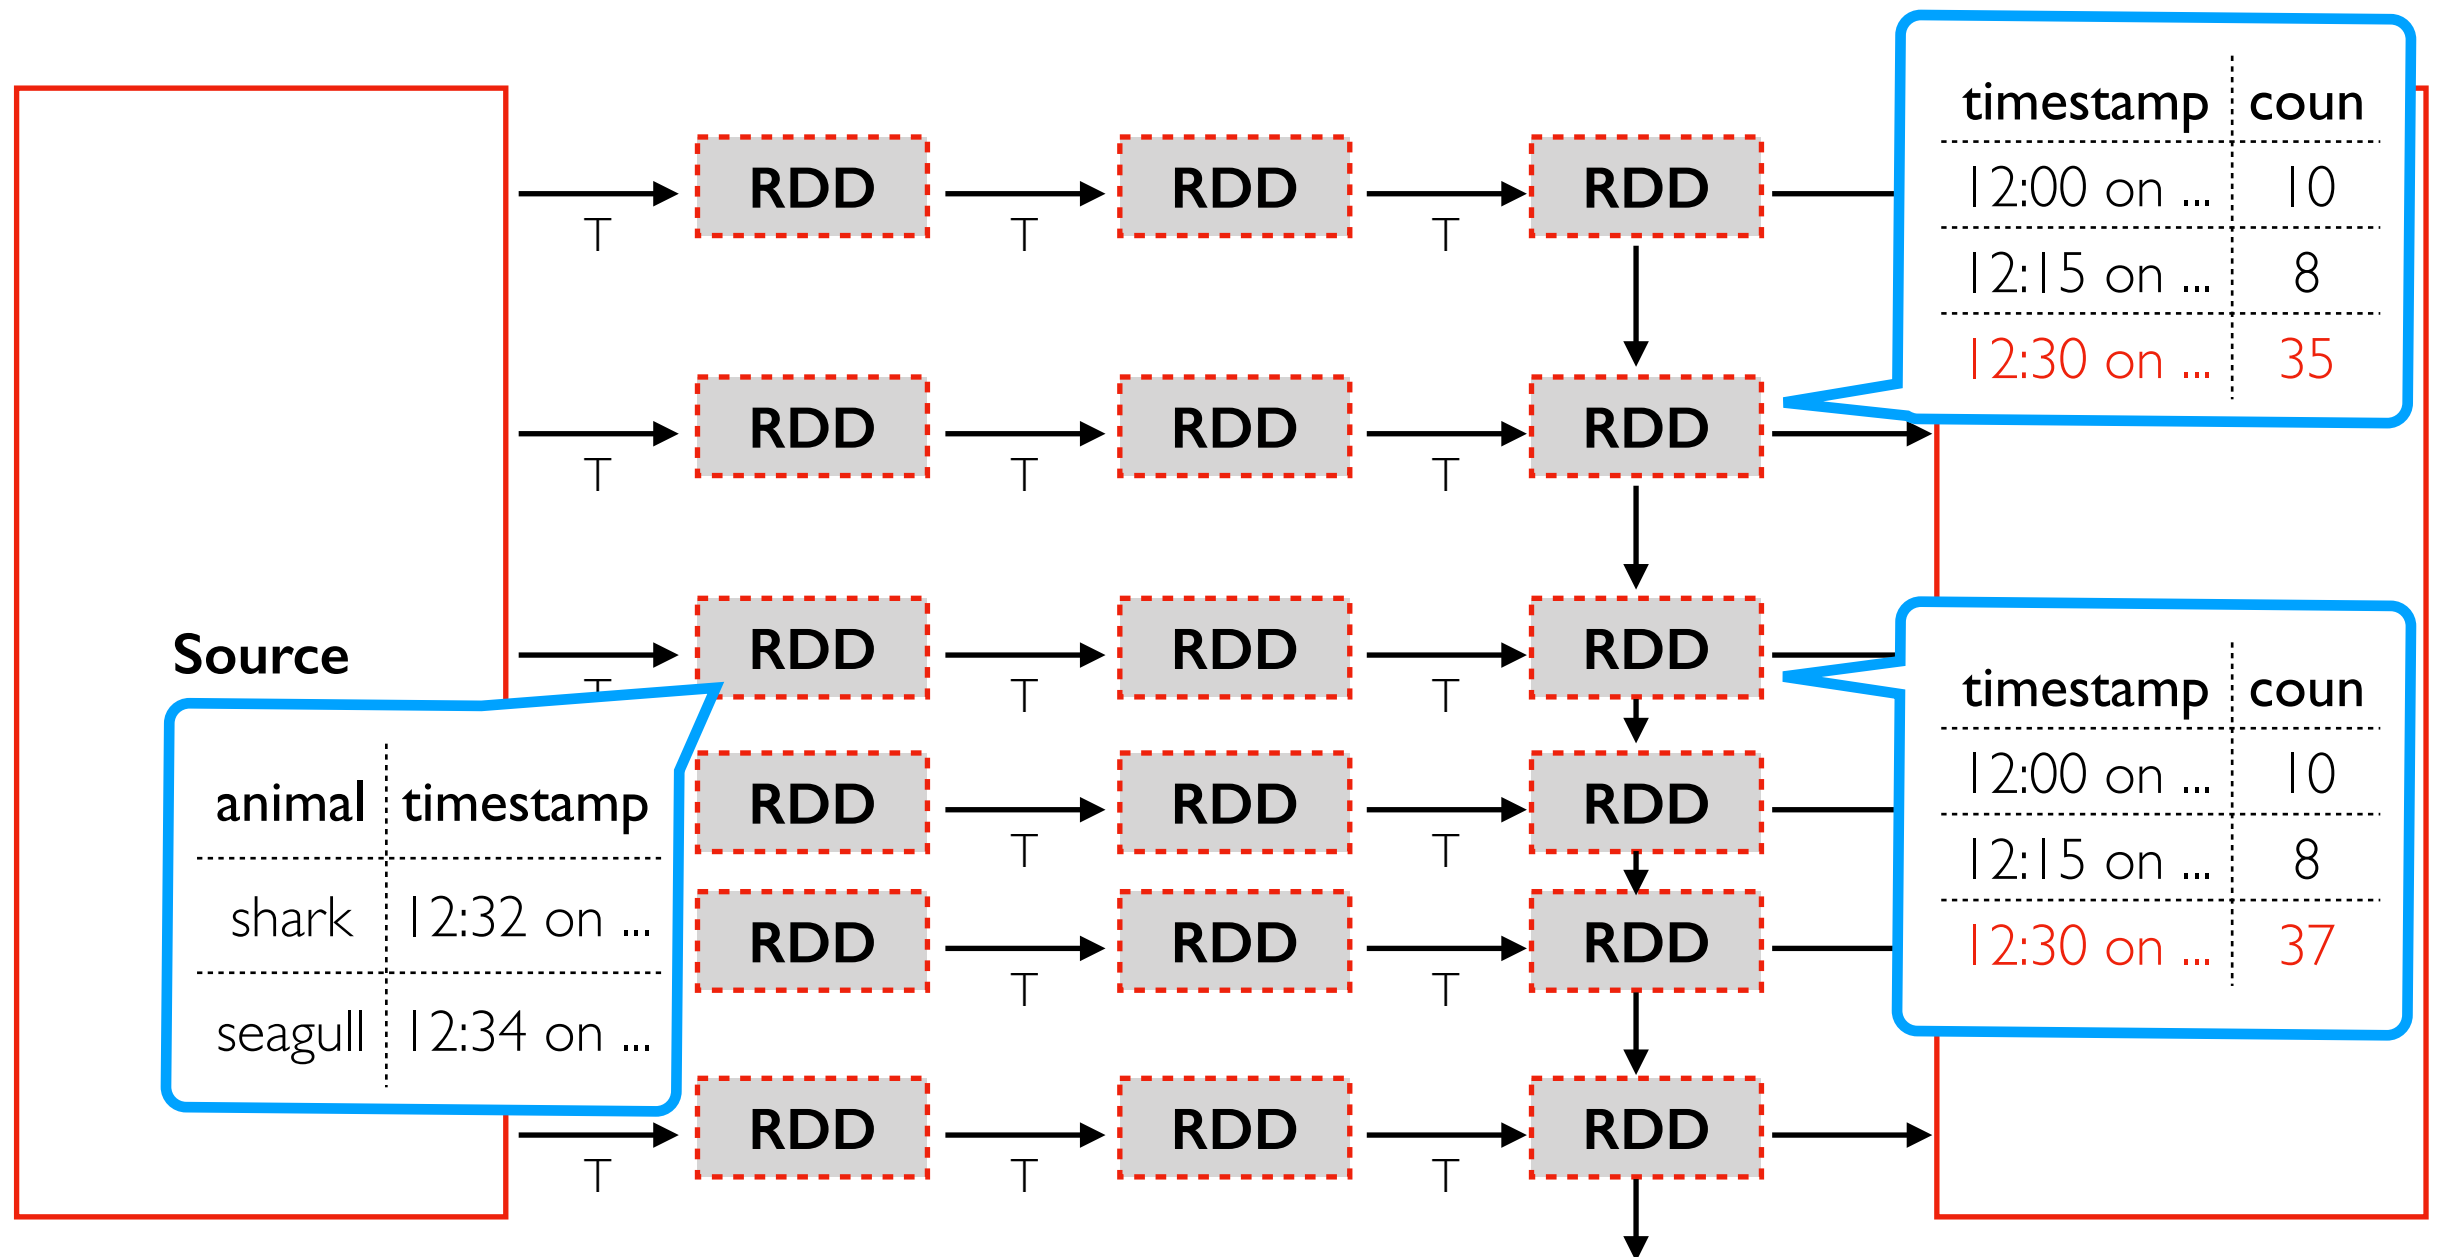 timestamp coun
12:00 on ... 10
12:15 on ... 8
12:30 on ... 35
RDD RDD RDD
T T T
RDD RDD RDD
T T T
Source
RDD RDD RDD
T T T
timestamp coun
12:00 on ... 10
12:15 on ... 8
12:30 on ... 37
animal timestamp
shark 12:32 on ...
seagull 12:34 on ...
RDD RDD RDD
T T
RDD RDD RDD
T T
RDD RDD RDD
T T T